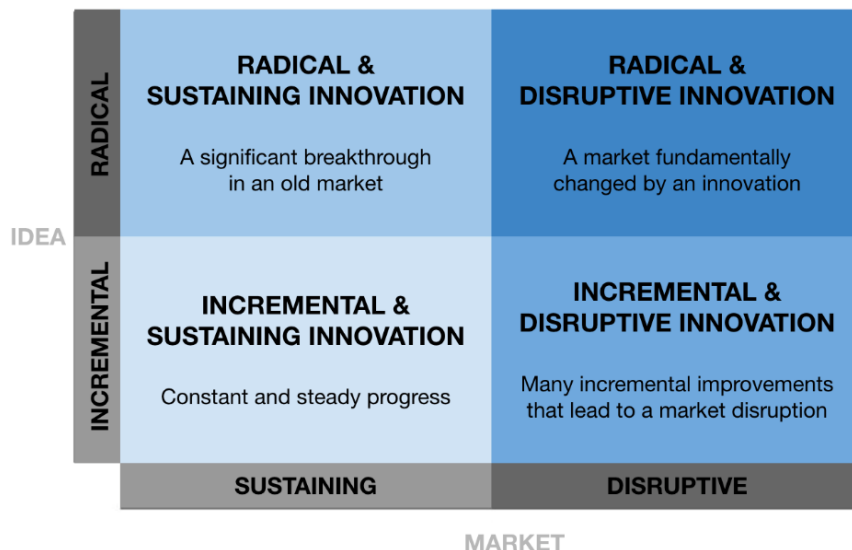 RADICAL &
SUSTAINING INNOVATION
A significant breakthrough
in an old market
RADICAL &
DISRUPTIVE INNOVATION
A market fundamentally
changed by an innovation
RADICAL
IDEA
INCREMENTAL
INCREMENTAL &
SUSTAINING INNOVATION
Constant and steady progress
INCREMENTAL &
DISRUPTIVE INNOVATION
Many incremental improvements
that lead to a market disruption
SUSTAINING
DISRUPTIVE
MARKET